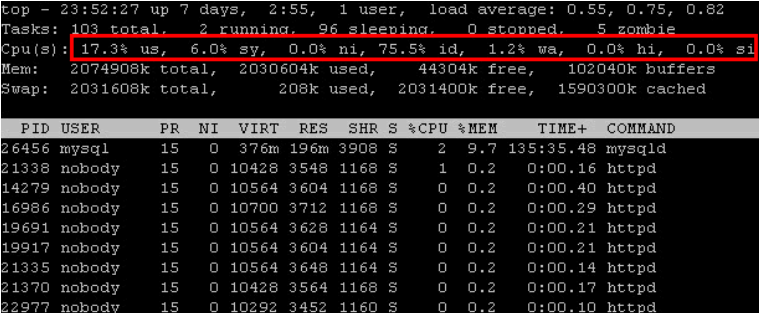 top - 23:52:27 up 7 days,  2:55,  1 user,  load average: 0.55, 0.75, 0.82
Tasks: 103 total,   2 running,  96 sleeping,   0 stopped,   5 zombie
Cpu(s): 17.3% us,  6.0% sy,  0.0% ni, 75.5% id,  1.2% wa,  0.0% hi,  0.0% si
Mem:   2074908k total,  2030604k used,    44304k free,   102040k buffers
Swap:  2031608k total,      208k used,  2031400k free,  1590300k cached
PID USER      PR  NI  VIRT  RES  SHR S %CPU %MEM    TIME+  COMMAND
26456 mysql     15   0  376m 196m 3908 S    2  9.7 135:35.48 mysqld
21338 nobody    15   0 10428 3548 1168 S    1  0.2   0:00.16 httpd
14279 nobody    15   0 10564 3604 1168 S    0  0.2   0:00.40 httpd
16986 nobody    15   0 10700 3712 1168 S    0  0.2   0:00.29 httpd
19691 nobody    15   0 10564 3628 1164 S    0  0.2   0:00.21 httpd
19917 nobody    15   0 10564 3604 1164 S    0  0.2   0:00.21 httpd
21335 nobody    15   0 10564 3648 1164 S    0  0.2   0:00.14 httpd
21370 nobody    15   0 10428 3564 1168 S    0  0.2   0:00.17 httpd
22977 nobody    15   0 10292 3452 1160 S    0  0.2   0:00.10 httpd